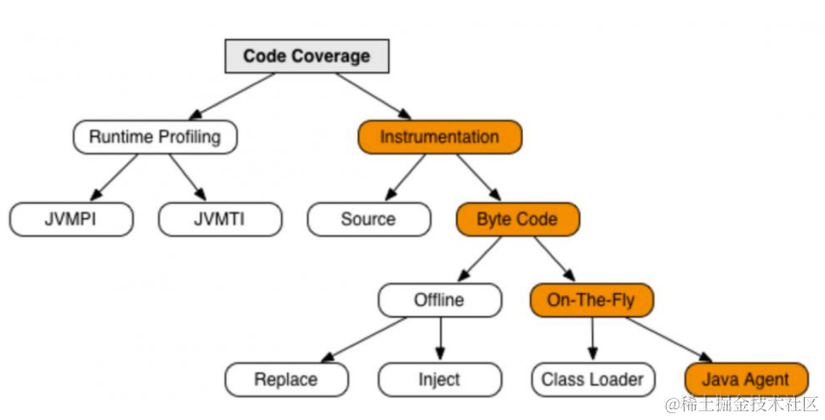 Code Coverage
Runtime Profiling
Instrumentation
JVMPI
JVMTI
Source
Byte Code
Offline
On-The-Fly
Replace
Inject
Class Loader
Java Agent
@稀土掘金技术社区